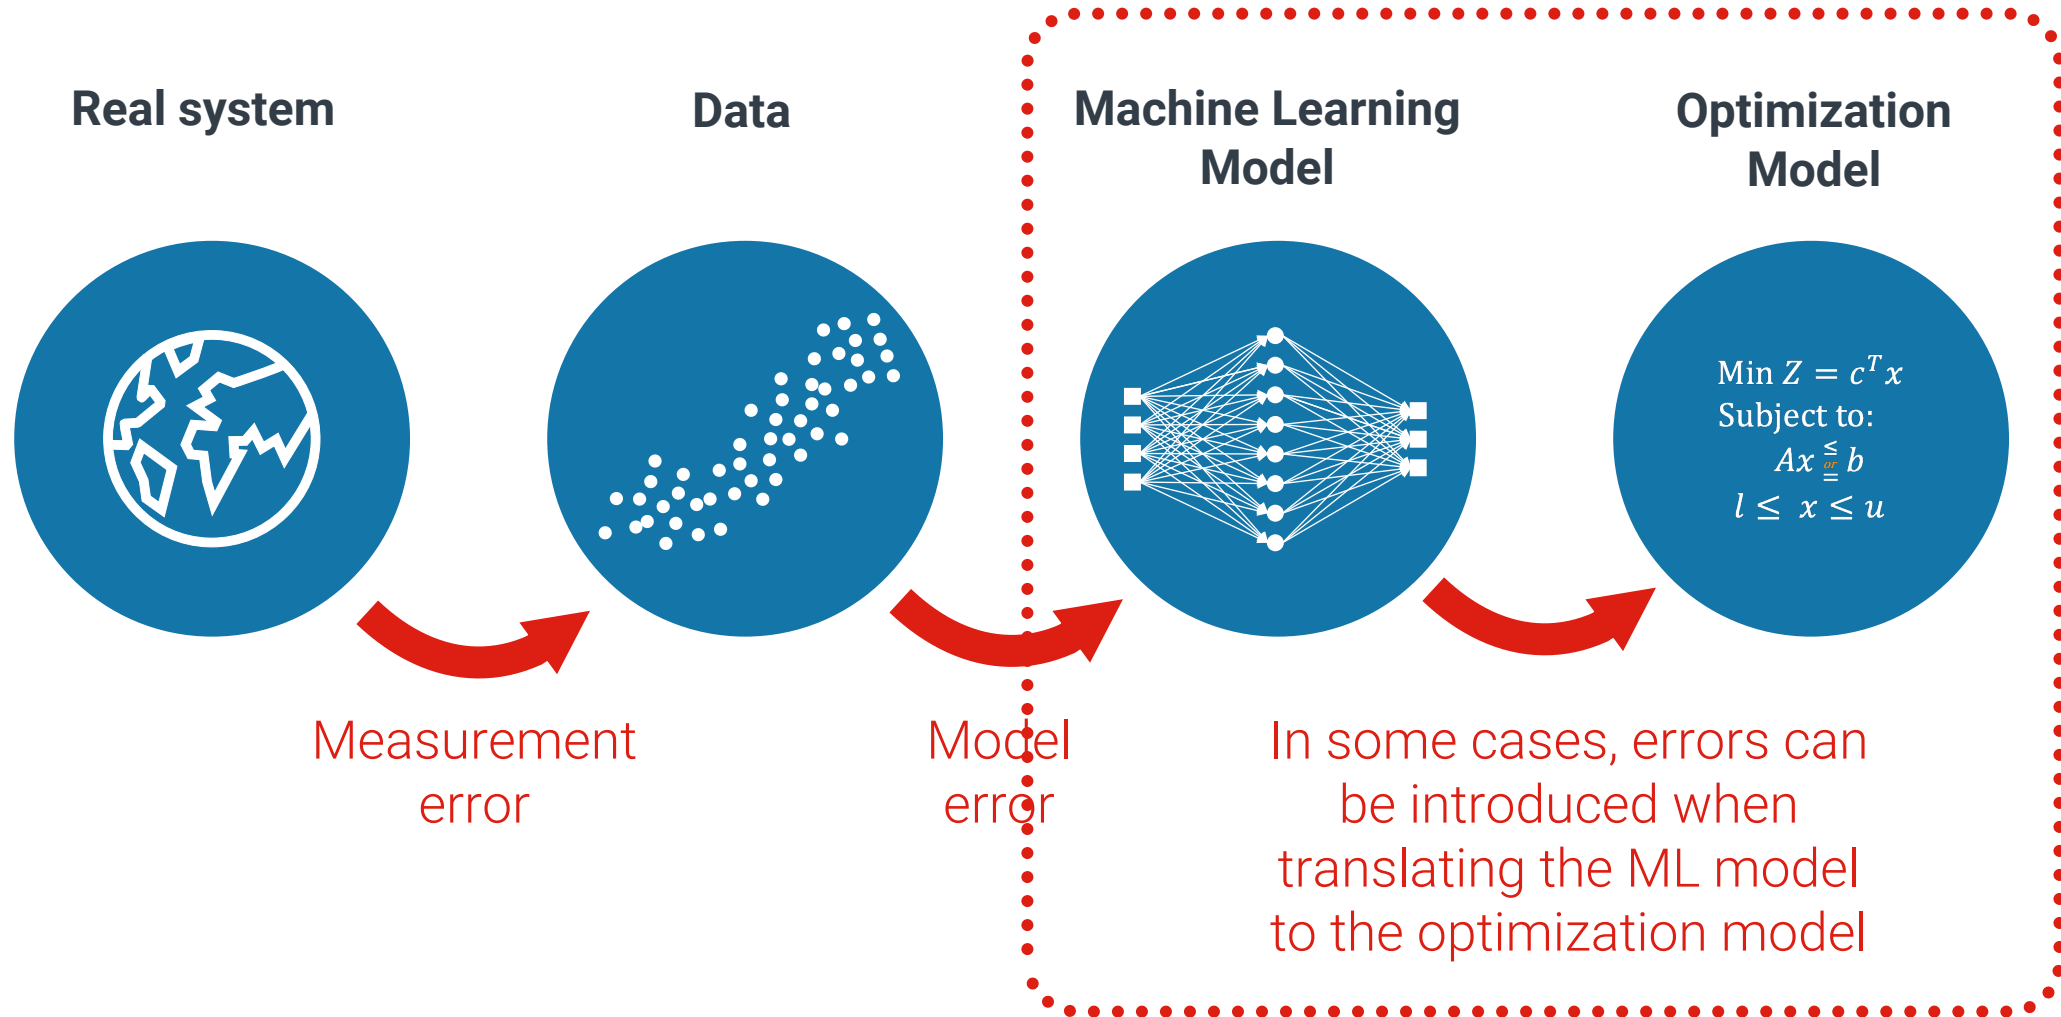 Real system
Data
Machine Learning
Model
Optimization
Model
Min Z = c^T x
Subject to:
Ax ≤ or = b
l ≤ x ≤ u
Measurement
error
Model
error
In some cases, errors can
be introduced when
translating the ML model
to the optimization model